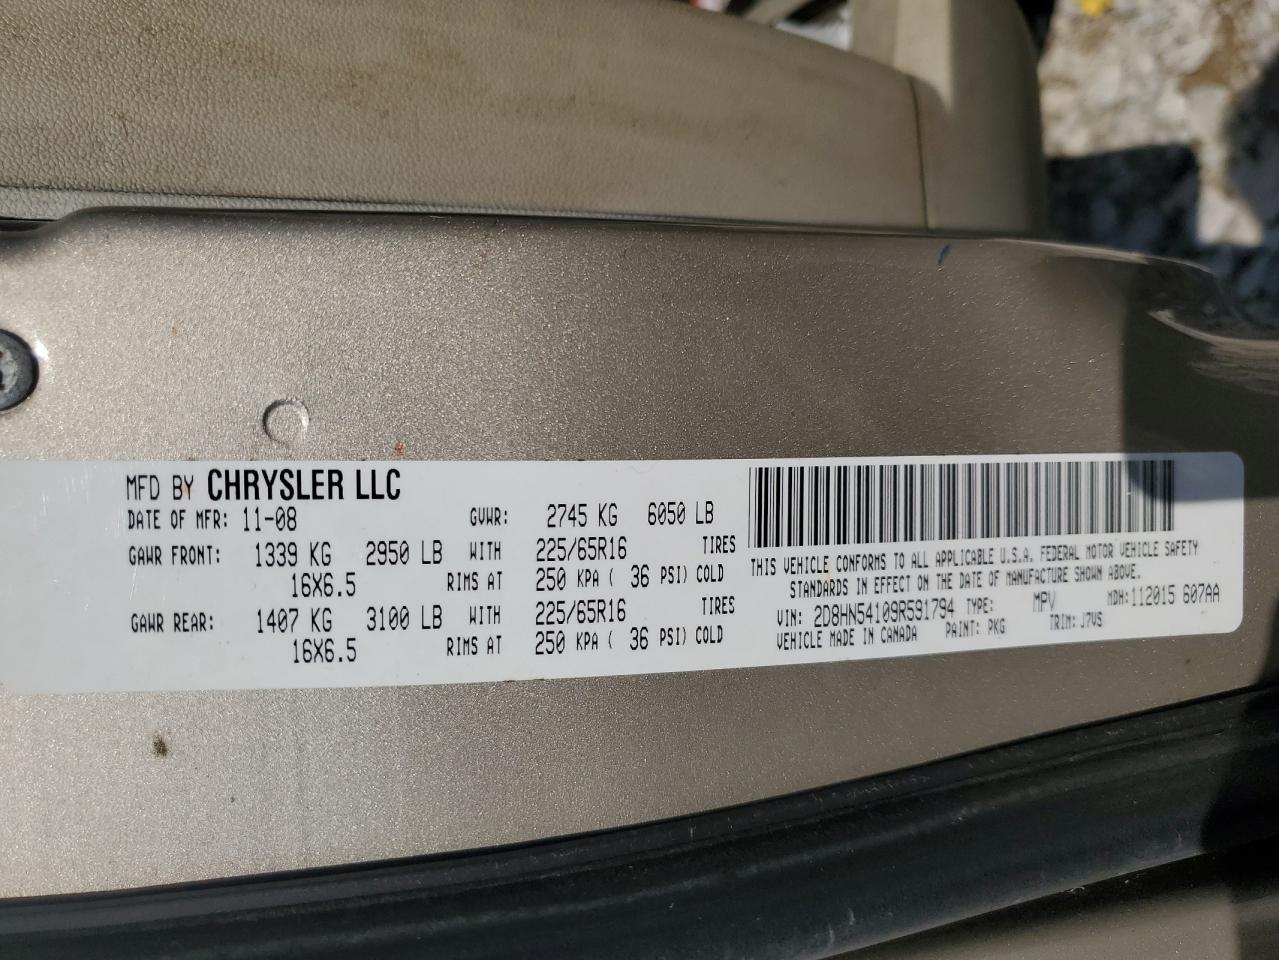 MFD BY CHRYSLER LLC
DATE OF MFR: 11-08 GVWR: 2745 KG 6050 LB
GAWR FRONT: 1339 KG 2950 LB WITH 225/65R16 TIRES
16X6.5 RIMS AT 250 KPA ( 36 PSI) COLD
GAWR REAR: 1407 KG 3100 LB WITH 225/65R16 TIRES
16X6.5 RIMS AT 250 KPA ( 36 PSI) COLD
THIS VEHICLE CONFORMS TO ALL APPLICABLE U.S.A. FEDERAL MOTOR VEHICLE SAFETY
STANDARDS IN EFFECT ON THE DATE OF MANUFACTURE SHOWN ABOVE.
VIN: 2D8HN54109R591794 TYPE: MPV MDH:112015 607AA
VEHICLE MADE IN CANADA PAINT: PKG TRIM: J7VS